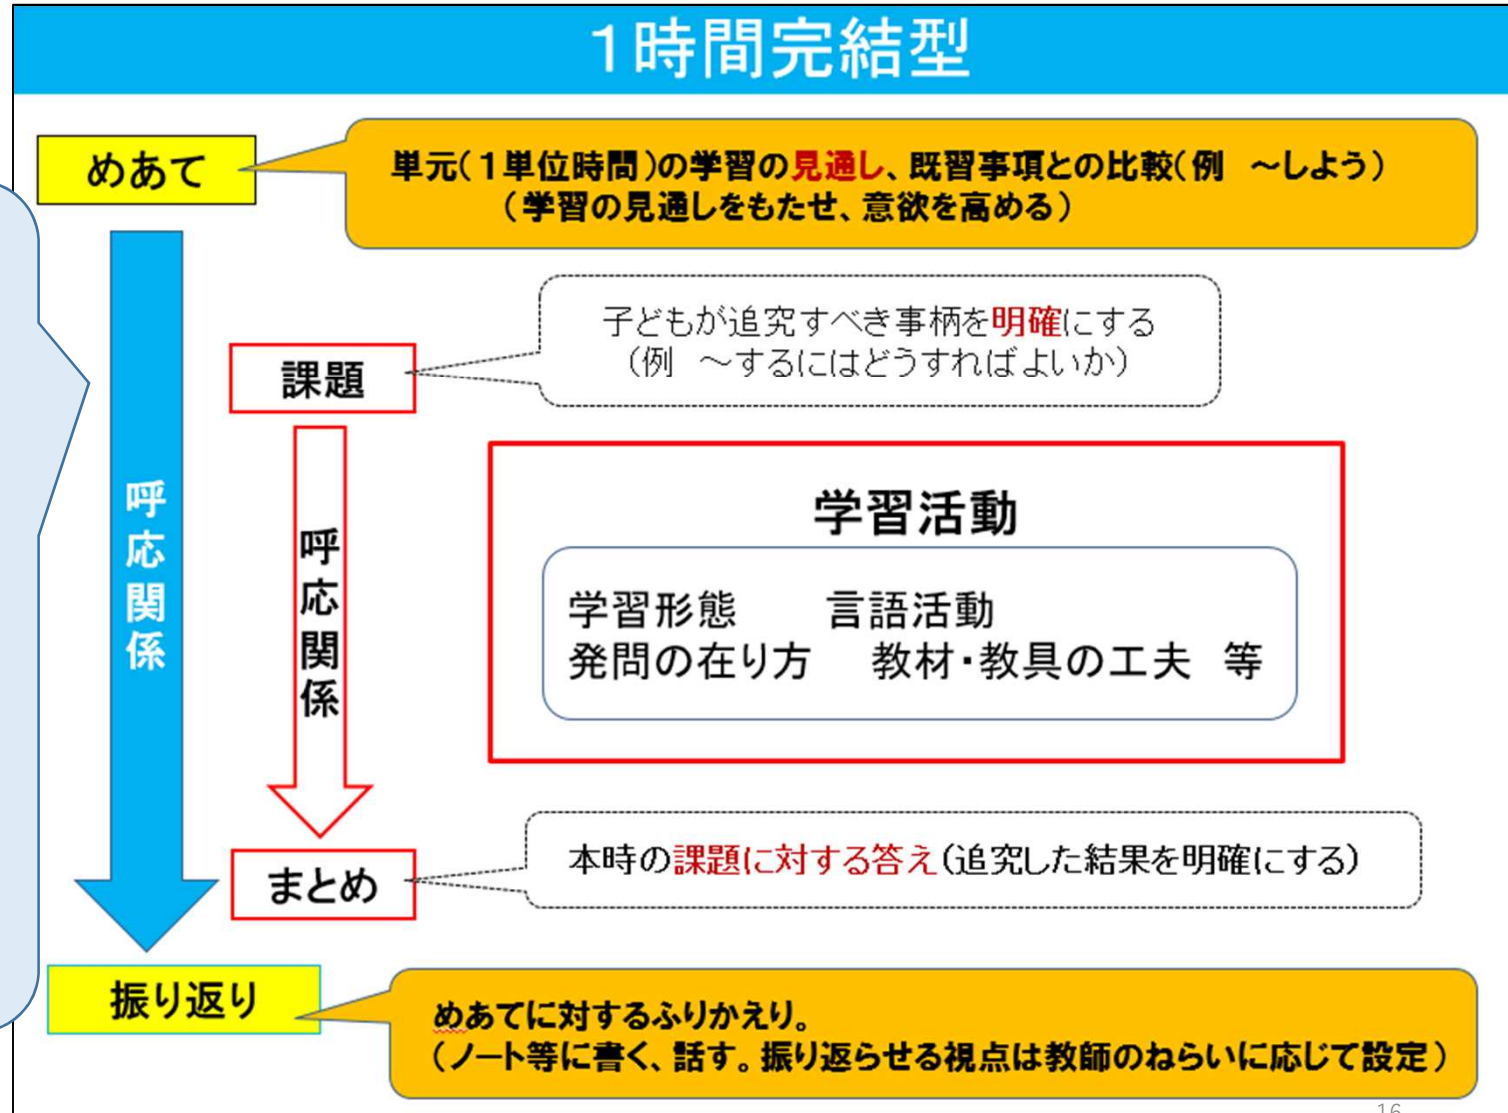 1時間完結型
めあて
単元(1単位時間)の学習の見通し、既習事項との比較(例　～しよう)
(学習の見通しをもたせ、意欲を高める)
子どもが追究すべき事柄を明確にする
(例　～するにはどうすればよいか)
課題
呼応関係
呼応関係
学習活動
学習形態　　言語活動
発問の在り方　教材・教具の工夫　等
まとめ
本時の課題に対する答え(追究した結果を明確にする)
振り返り
めあてに対するふりかえり。
(ノート等に書く、話す。振り返らせる視点は教師のねらいに応じて設定)
16